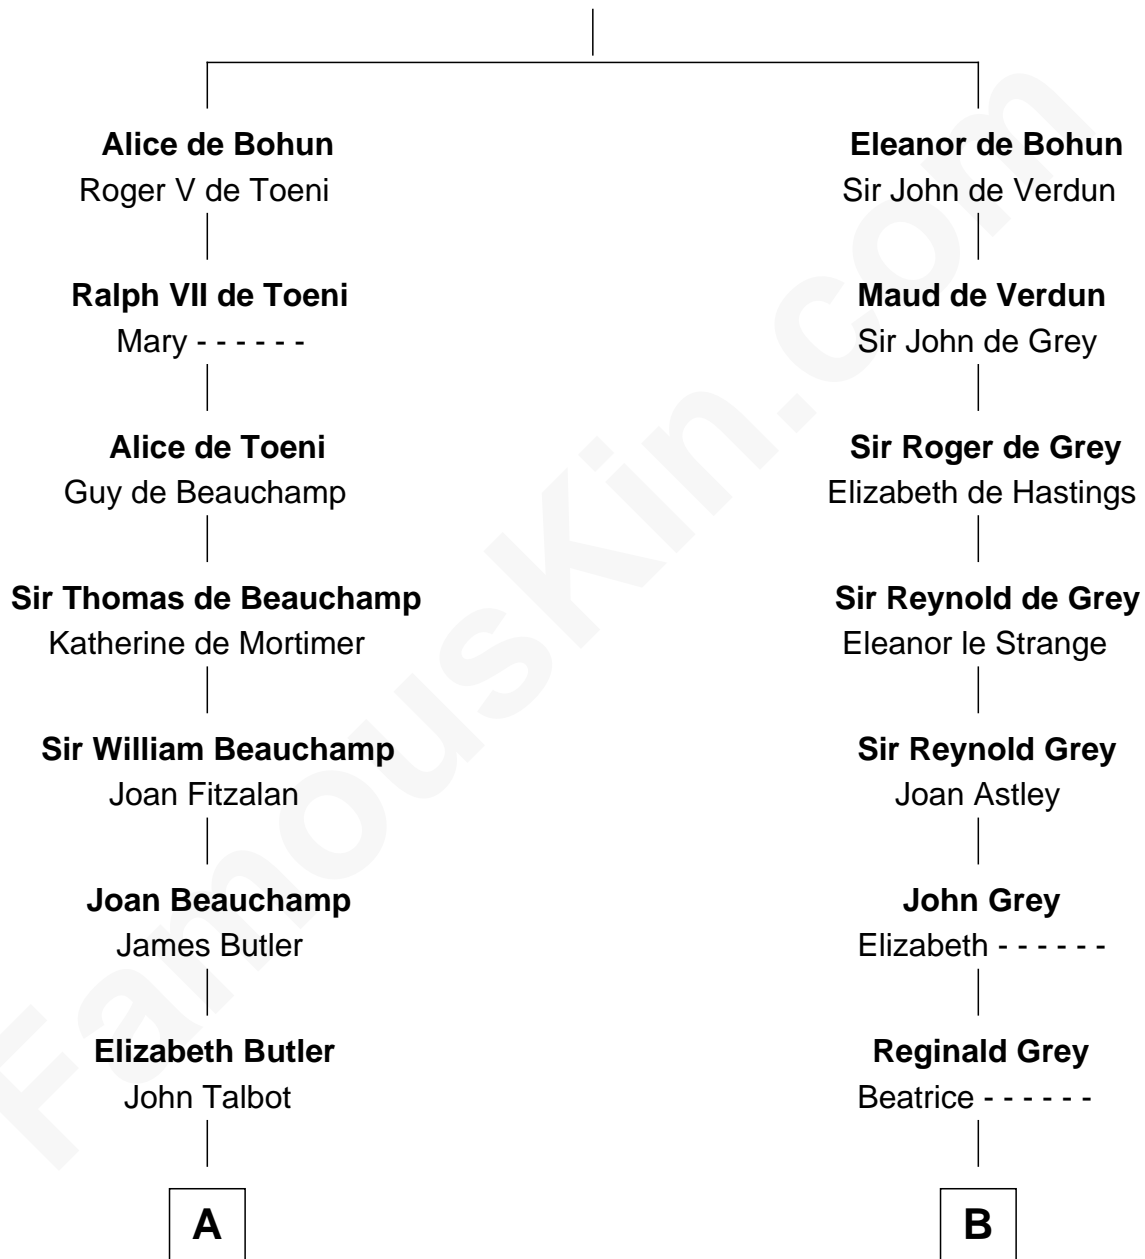 Alice de Bohun
Roger V de Toeni
Ralph VII de Toeni
Mary - - - - - -
Alice de Toeni
Guy de Beauchamp
Sir Thomas de Beauchamp
Katherine de Mortimer
Sir William Beauchamp
Joan Fitzalan
Joan Beauchamp
James Butler
Elizabeth Butler
John Talbot
A
Eleanor de Bohun
Sir John de Verdun
Maud de Verdun
Sir John de Grey
Sir Roger de Grey
Elizabeth de Hastings
Sir Reynold de Grey
Eleanor le Strange
Sir Reynold Grey
Joan Astley
John Grey
Elizabeth - - - - - -
Reginald Grey
Beatrice - - - - - -
B
FamousKin.com